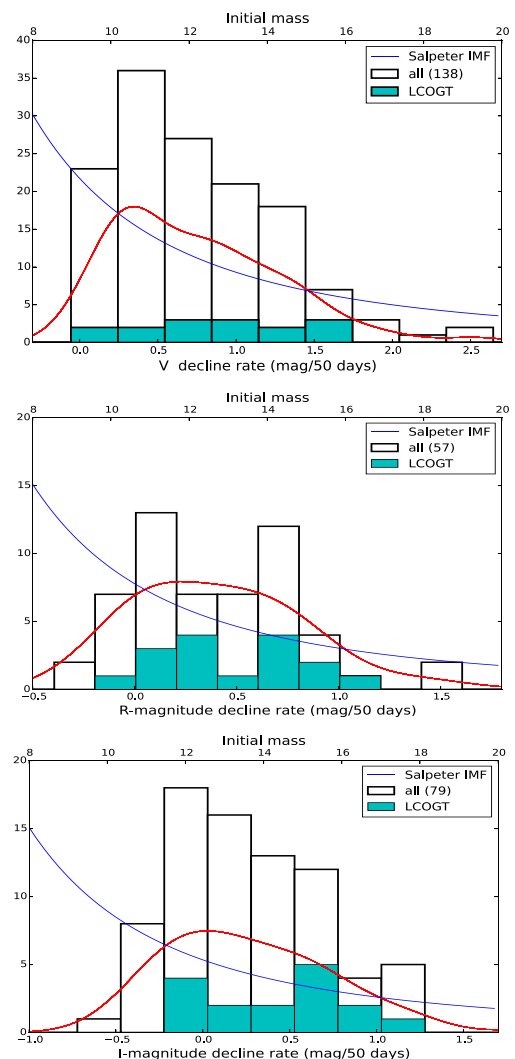 Initial mass
8 10 12 14 16 18 20
40
35
30
25
20
15
10
5
0
Salpeter IMF
all (138)
LCOGT
0.0 0.5 1.0 1.5 2.0 2.5
V decline rate (mag/50 days)
Initial mass
8 10 12 14 16 18 20
20
15
10
5
0
Salpeter IMF
all (57)
LCOGT
−0.5 0.0 0.5 1.0 1.5
R-magnitude decline rate (mag/50 days)
Initial mass
8 10 12 14 16 18 20
20
15
10
5
0
Salpeter IMF
all (79)
LCOGT
−1.0 −0.5 0.0 0.5 1.0 1.5
I-magnitude decline rate (mag/50 days)